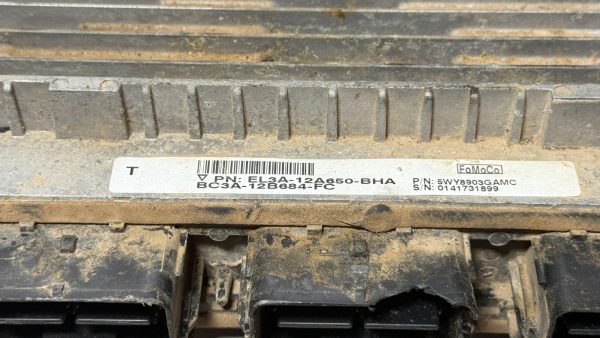 T
▽ PN: EL3A-12A650-BHA
BC3A-12B684-FC
FoMoCo
P/N: 5WY8903GAMC
S/N: 0141731899